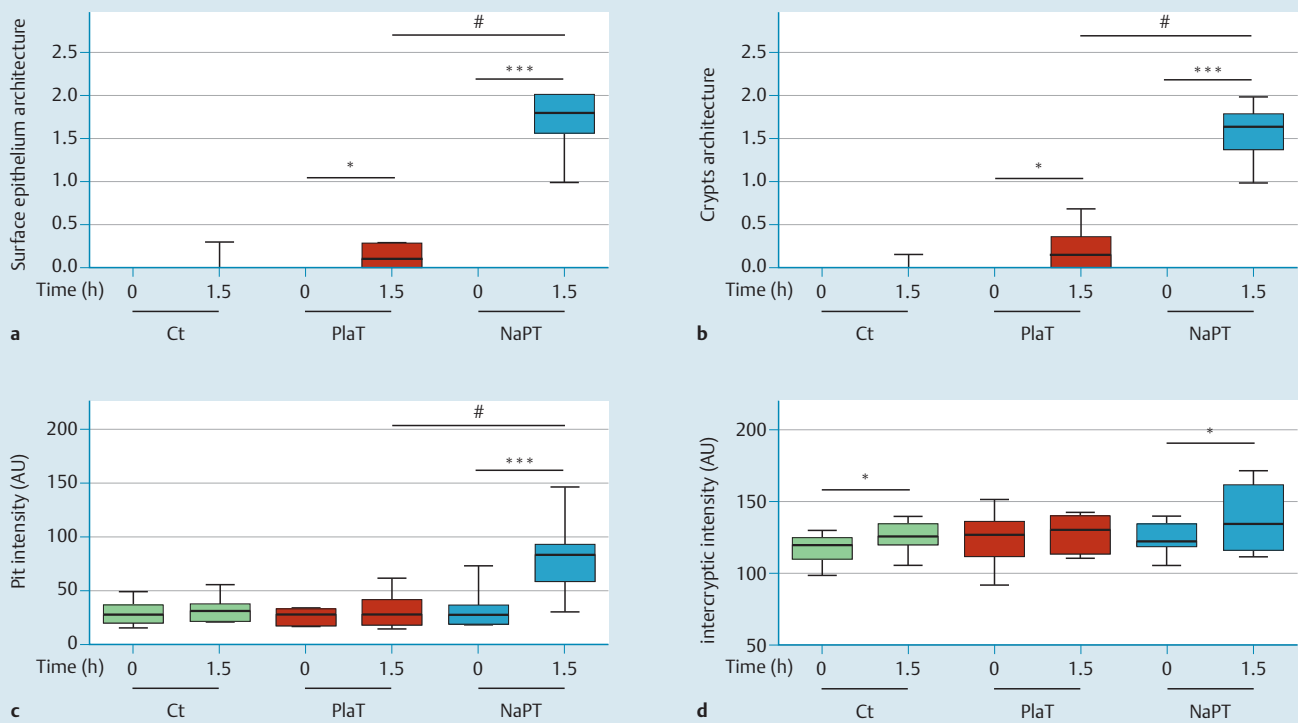 Surface epithelium architecture
#
***
*
2.5
2.0
1.5
1.0
0.5
0.0
Time (h) 0 1.5 0 1.5 0 1.5
Ct PlaT NaPT
a
Crypts architecture
#
***
*
2.5
2.0
1.5
1.0
0.5
0.0
Time (h) 0 1.5 0 1.5 0 1.5
Ct PlaT NaPT
b
Pit intensity (AU)
#
***
200
150
100
50
0
Time (h) 0 1.5 0 1.5 0 1.5
Ct PlaT NaPT
c
intercryptic intensity (AU)
*
*
200
150
100
50
Time (h) 0 1.5 0 1.5 0 1.5
Ct PlaT NaPT
d